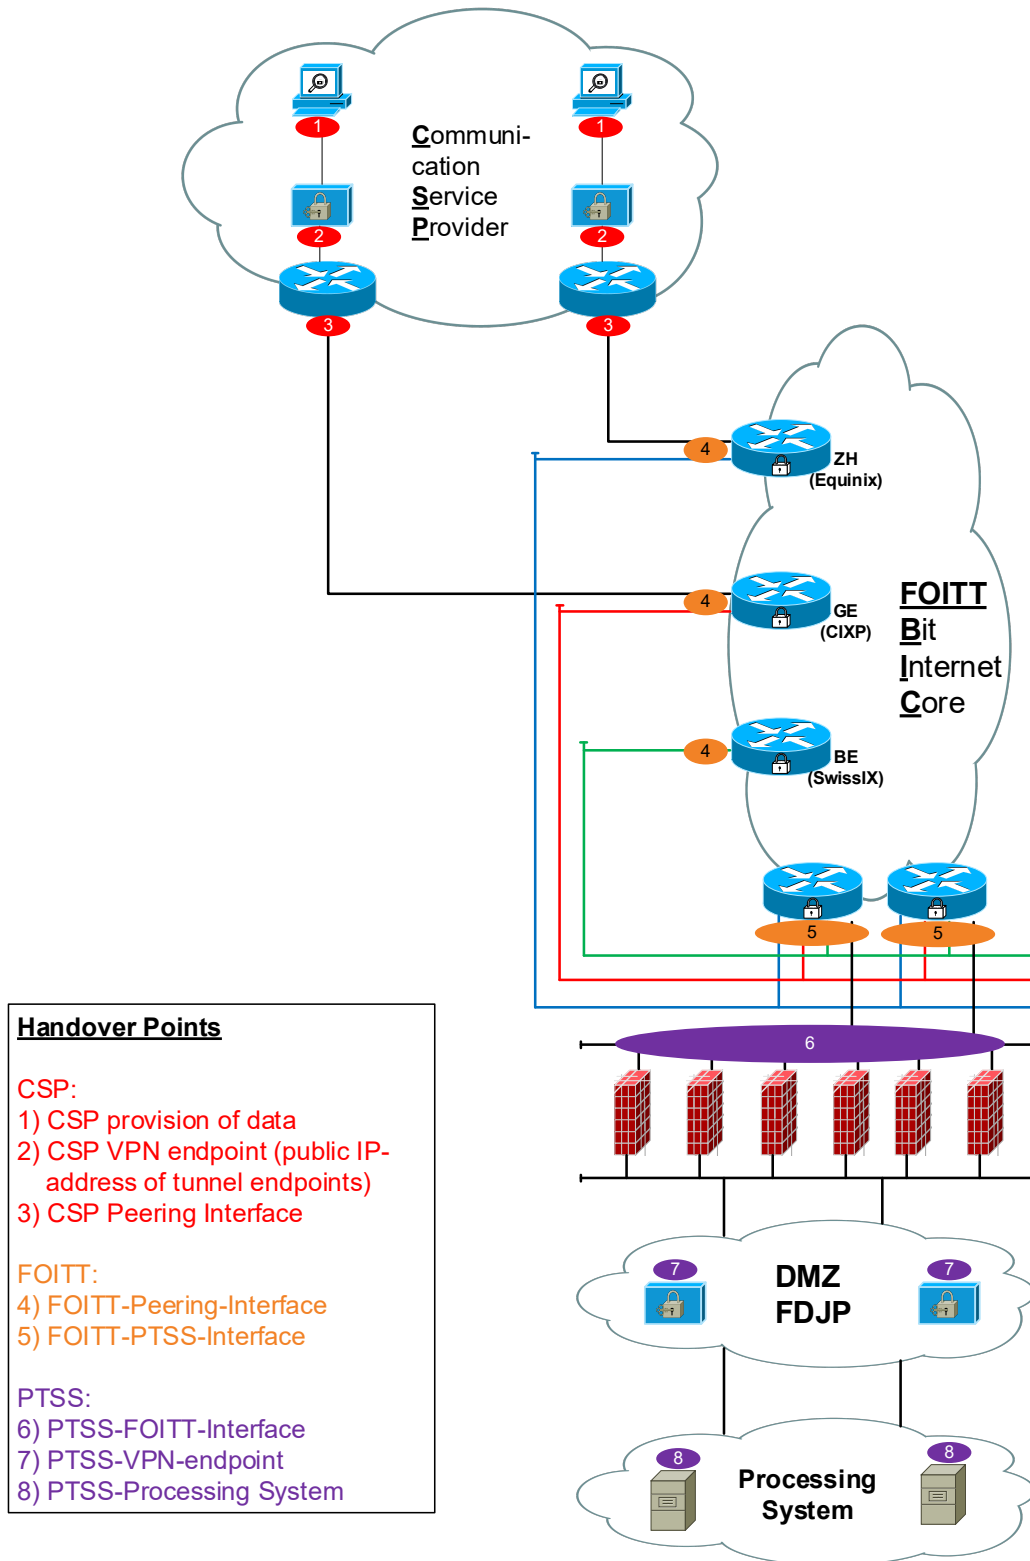 1
1
Communi-
cation
Service
Provider
2
2
3
3
4
ZH
(Equinix)
4
GE
(CIXP)
FOITT
Bit
Internet
Core
4
BE
(SwissIX)
5
5
6
Handover Points
CSP:
1) CSP provision of data
2) CSP VPN endpoint (public IP-
address of tunnel endpoints)
3) CSP Peering Interface
FOITT:
4) FOITT-Peering-Interface
5) FOITT-PTSS-Interface
PTSS:
6) PTSS-FOITT-Interface
7) PTSS-VPN-endpoint
8) PTSS-Processing System
7
7
DMZ
FDJP
8
8
Processing
System